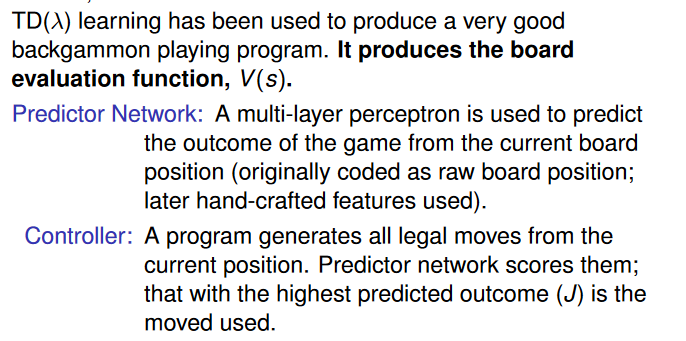 TD(λ) learning has been used to produce a very good
backgammon playing program. It produces the board
evaluation function, V(s).
Predictor Network: A multi-layer perceptron is used to predict
the outcome of the game from the current board
position (originally coded as raw board position;
later hand-crafted features used).
Controller: A program generates all legal moves from the
current position. Predictor network scores them;
that with the highest predicted outcome (J) is the
moved used.